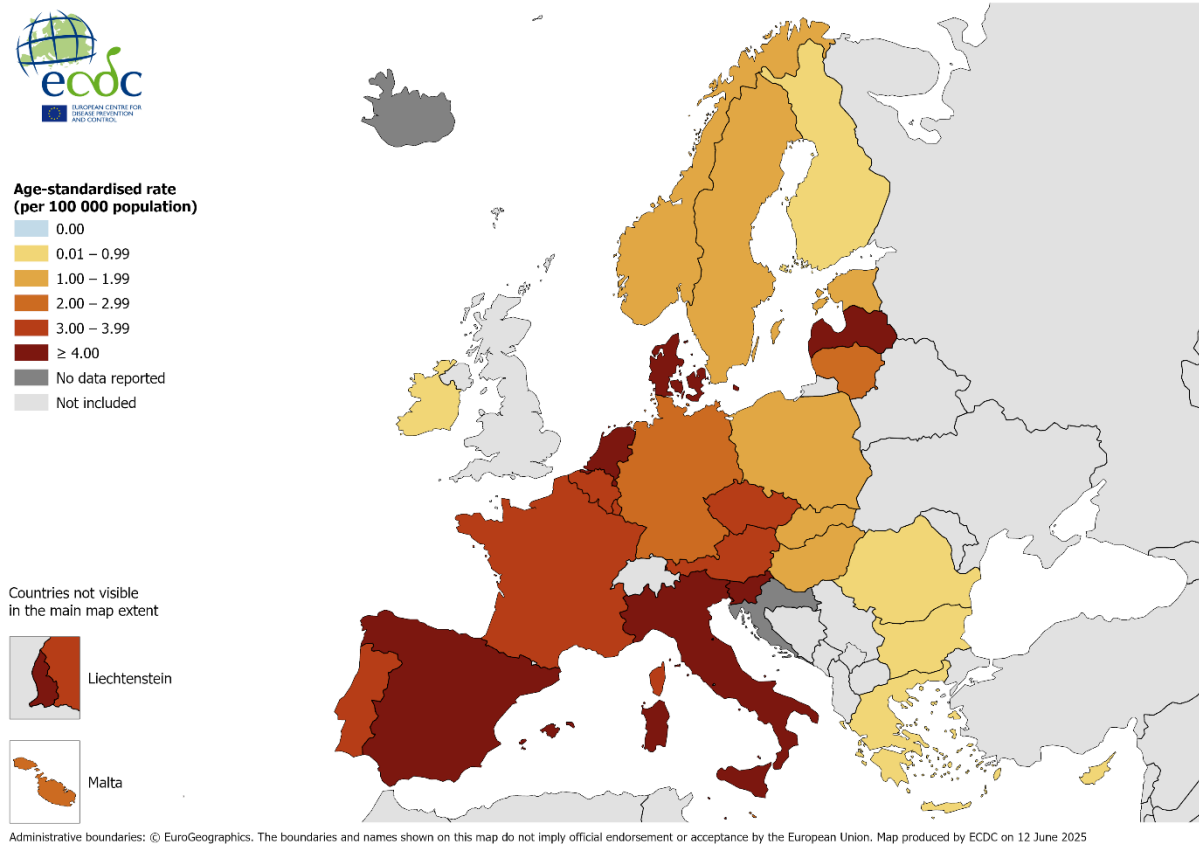 ecdc
EUROPEAN CENTRE FOR
DISEASE PREVENTION
AND CONTROL
Age-standardised rate
(per 100 000 population)
0.00
0.01 – 0.99
1.00 – 1.99
2.00 – 2.99
3.00 – 3.99
≥ 4.00
No data reported
Not included
Countries not visible
in the main map extent
Liechtenstein
Malta
Administrative boundaries: © EuroGeographics. The boundaries and names shown on this map do not imply official endorsement or acceptance by the European Union. Map produced by ECDC on 12 June 2025